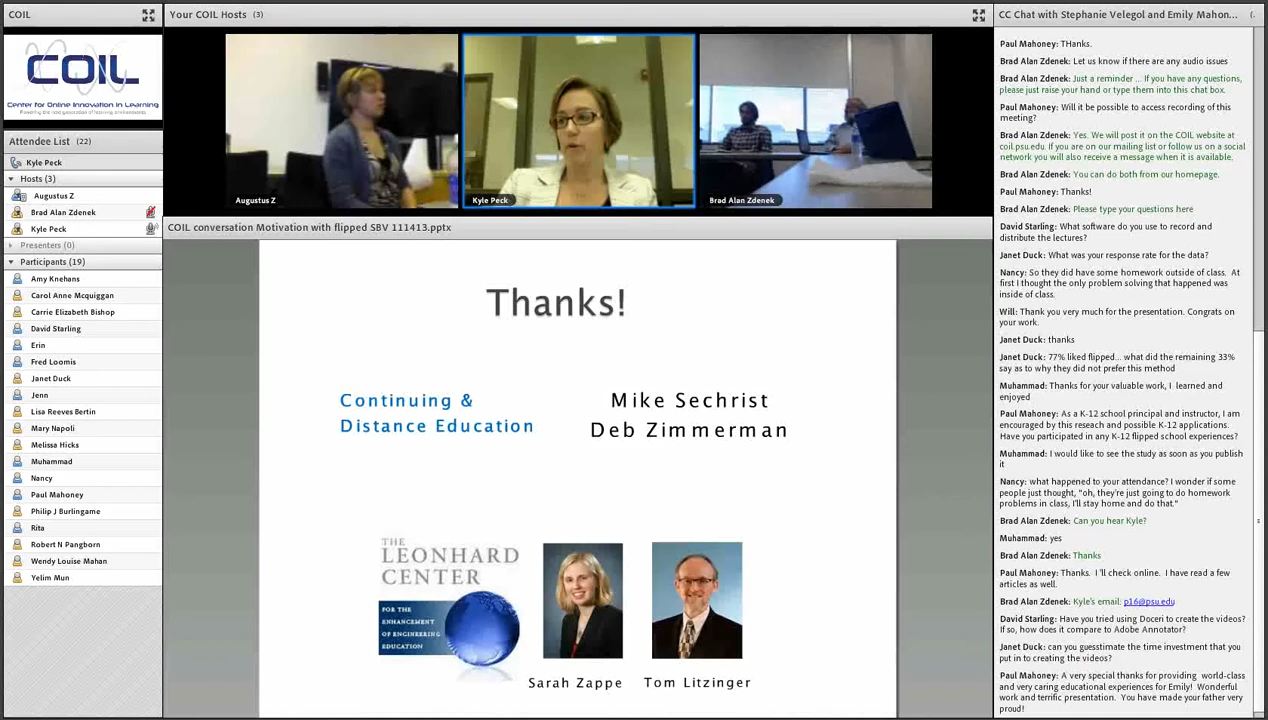 COIL
COIL
Center for Online Innovation in Learning
Attendee List (22)
Kyle Peck
Hosts (3)
Augustus Z
Brad Alan Zdenek
Kyle Peck
Presenters (0)
Participants (19)
Amy Knehans
Carol Anne Mcquiggan
Carrie Elizabeth Bishop
David Starling
Erin
Fred Loomis
Janet Duck
Jenn
Lisa Reeves Bertin
Mary Napoli
Melissa Hicks
Muhammad
Nancy
Paul Mahoney
Philip J Burlingame
Rita
Robert N Pangborn
Wendy Louise Mahan
Yelim Mun
Your COIL Hosts (3)
Augustus Z
Kyle Peck
Brad Alan Zdenek
COIL conversation Motivation with flipped SBV 111413.pptx
Thanks!
Continuing &
Distance Education
Mike Sechrist
Deb Zimmerman
THE
LEONHARD
CENTER
FOR THE
ENHANCEMENT
OF ENGINEERING
EDUCATION
Sarah Zappe
Tom Litzinger
CC Chat with Stephanie Velegol and Emily Mahon...
Paul Mahoney: THanks.
Brad Alan Zdenek: Let us know if there are any audio issues
Brad Alan Zdenek: Just a reminder ... If you have any questions,
please just raise your hand or type them into this chat box.
Paul Mahoney: Will it be possible to access recording of this
meeting?
Brad Alan Zdenek: Yes. We will post it on the COIL website at
coil.psu.edu. If you are on our mailing list or follow us on a social
network you will also receive a message when it is available.
Brad Alan Zdenek: You can do both from our homepage.
Paul Mahoney: Thanks!
Brad Alan Zdenek: Please type your questions here
David Starling: What software do you use to record and
distribute the lectures?
Janet Duck: What was your response rate for the data?
Nancy: So they did have some homework outside of class. At
first I thought the only problem solving that happened was
inside of class.
Will: Thank you very much for the presentation. Congrats on
your work.
Janet Duck: thanks
Janet Duck: 77% liked flipped... what did the remaining 33%
say as to why they did not prefer this method
Muhammad: Thanks for your valuable work, I learned and
enjoyed
Paul Mahoney: As a K-12 school principal and instructor, I am
encouraged by this reseach and possible K-12 applications.
Have you participated in any K-12 flipped school experiences?
Muhammad: I would like to see the study as soon as you publish
it
Nancy: what happened to your attendance? I wonder if some
people just thought, "oh, they're just going to do homework
problems in class, I'll stay home and do that."
Brad Alan Zdenek: Can you hear Kyle?
Muhammad: yes
Brad Alan Zdenek: Thanks
Paul Mahoney: Thanks. I 'll check online. I have read a few
articles as well.
Brad Alan Zdenek: Kyle's email: p16@psu.edu
David Starling: Have you tried using Doceri to create the videos?
If so, how does it compare to Adobe Annotator?
Janet Duck: can you guesstimate the time investment that you
put in to creating the videos?
Paul Mahoney: A very special thanks for providing world-class
and very caring educational experiences for Emily! Wonderful
work and terrific presentation. You have made your father very
proud!